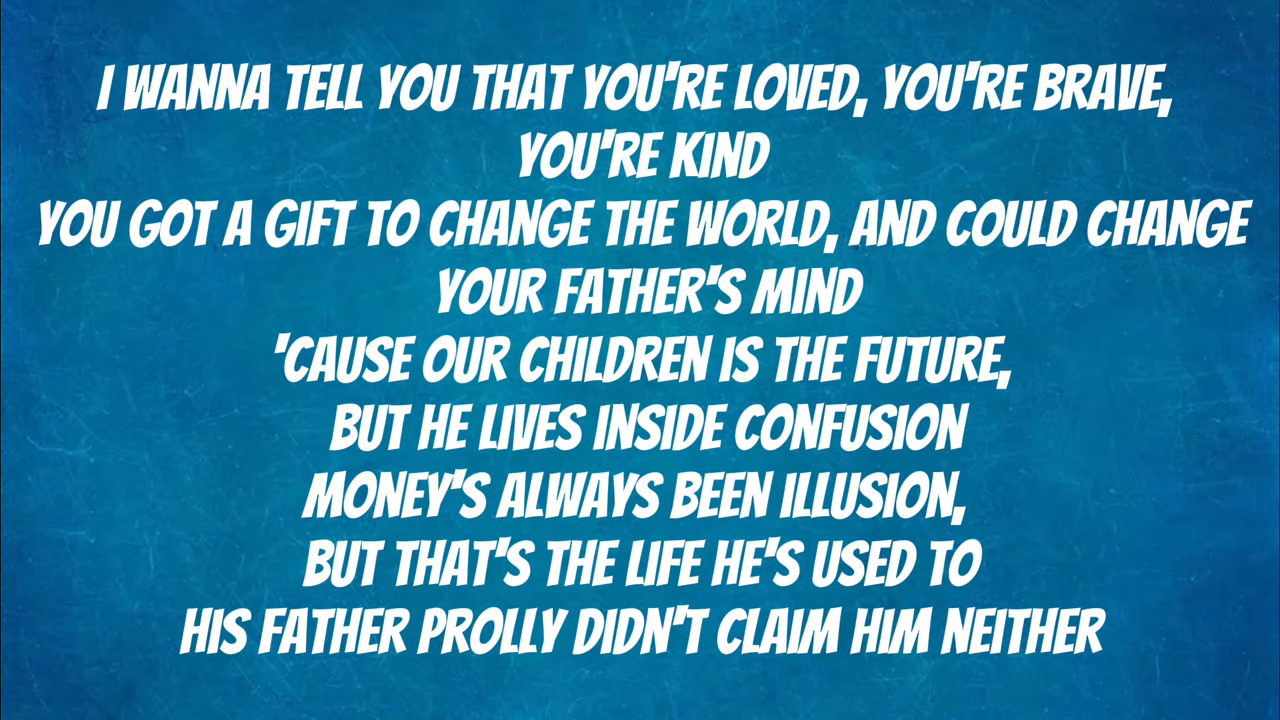 I WANNA TELL YOU THAT YOU'RE LOVED, YOU'RE BRAVE,
YOU'RE KIND
YOU GOT A GIFT TO CHANGE THE WORLD, AND COULD CHANGE
YOUR FATHER'S MIND
'CAUSE OUR CHILDREN IS THE FUTURE,
BUT HE LIVES INSIDE CONFUSION
MONEY'S ALWAYS BEEN ILLUSION,
BUT THAT'S THE LIFE HE'S USED TO
HIS FATHER PROLLY DIDN'T CLAIM HIM NEITHER